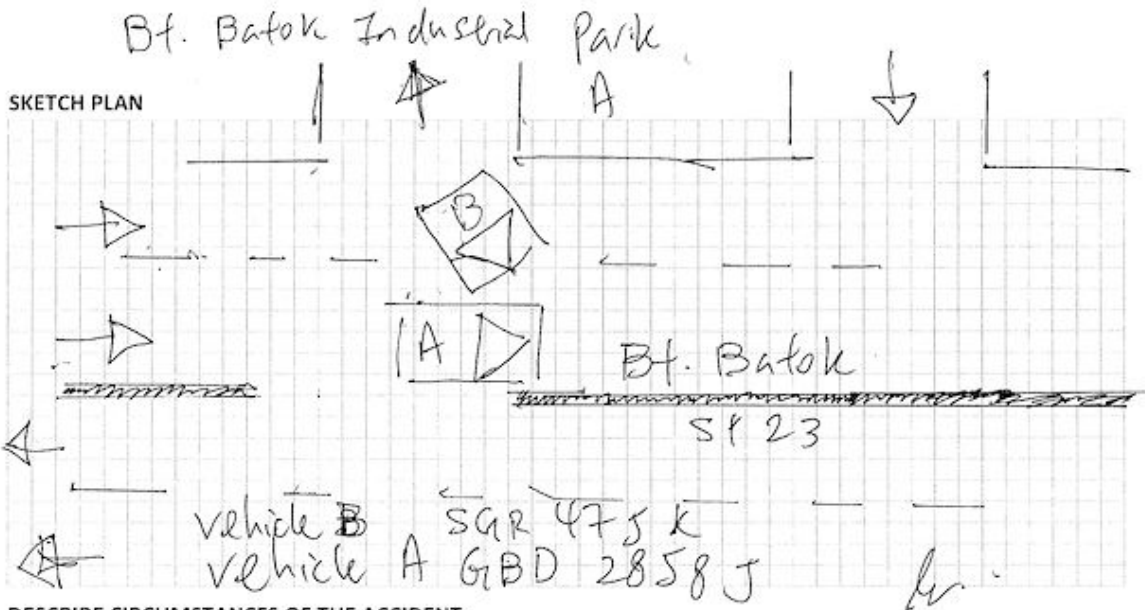 Bt. Batok Industrial Park
A
SKETCH PLAN
B
A
Bt. Batok
St 23
vehicle B SGR 475 K
vehicle A GBD 2858 J
DESCRIBE CIRCUMSTANCES OF THE ACCIDENT